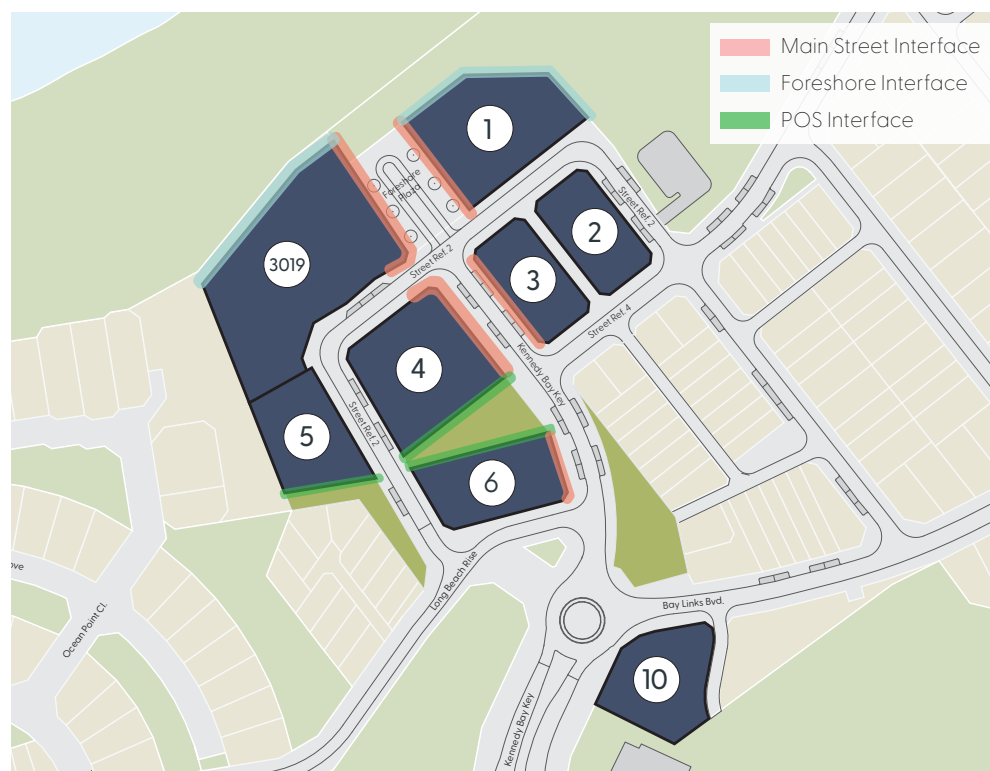 Main Street Interface
Foreshore Interface
POS Interface
1
Foreshore
Plaza
Street Ref. 2
2
3019
Street Ref. 2
3
Street Ref. 4
4
Kennedy Bay Key
5
Street Ref. 2
6
ove
Long Beach Rise
Ocean Point Cl.
Bay Links Bvd.
10
Kennedy Bay Key